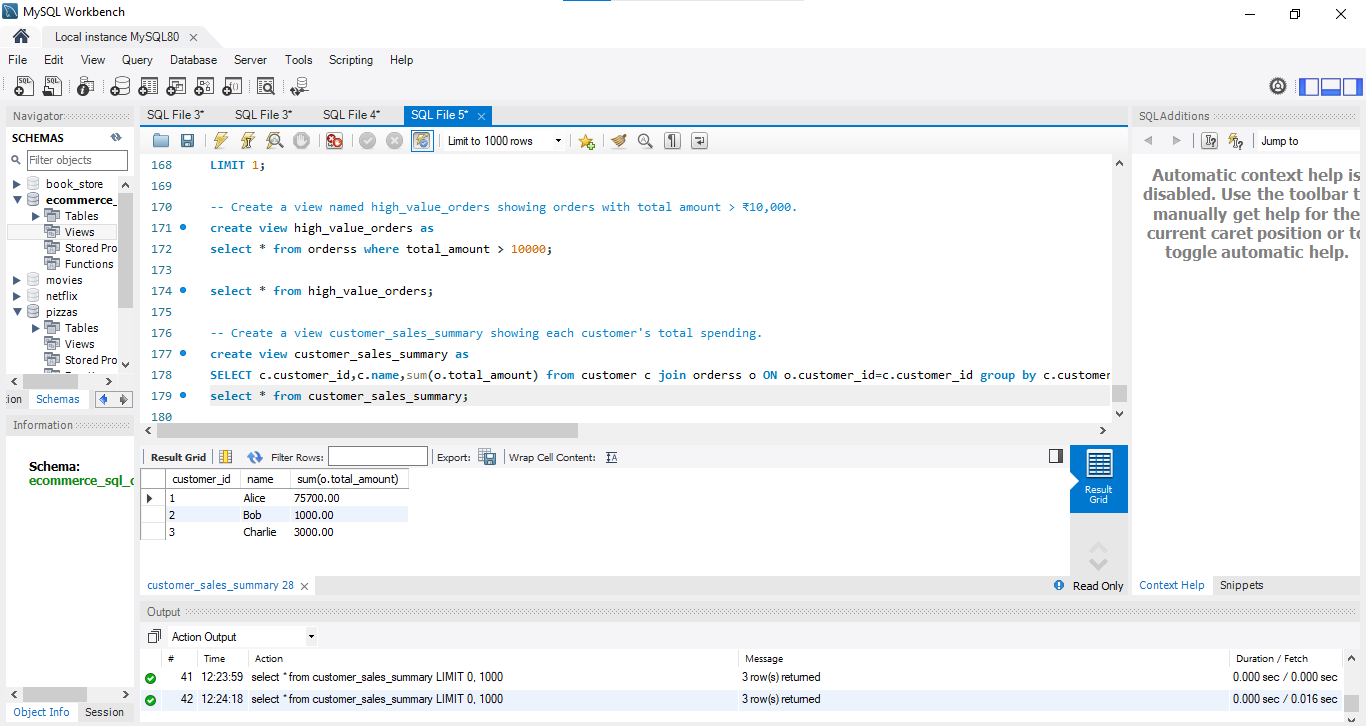 MySQL Workbench
Local instance MySQL80
File Edit View Query Database Server Tools Scripting Help
Navigator
SCHEMAS
Filter objects
book_store
ecommerce_
Tables
Views
Stored Pro
Functions
movies
netflix
pizzas
Tables
Views
Stored Pro
tion Schemas
Information
Schema:
ecommerce_sql_c
Object Info Session
SQL File 3* SQL File 3* SQL File 4* SQL File 5*
Limit to 1000 rows
168 LIMIT 1;
169
170 -- Create a view named high_value_orders showing orders with total amount > ₹10,000.
171 create view high_value_orders as
172 select * from orderss where total_amount > 10000;
173
174 select * from high_value_orders;
175
176 -- Create a view customer_sales_summary showing each customer's total spending.
177 create view customer_sales_summary as
178 SELECT c.customer_id,c.name,sum(o.total_amount) from customer c join orderss o ON o.customer_id=c.customer_id group by c.customer
179 select * from customer_sales_summary;
180
Result Grid Filter Rows: Export: Wrap Cell Content:
customer_id name sum(o.total_amount)
1 Alice 75700.00
2 Bob 1000.00
3 Charlie 3000.00
Result Grid
customer_sales_summary 28
Read Only
Output
Action Output
# Time Action Message Duration / Fetch
41 12:23:59 select * from customer_sales_summary LIMIT 0, 1000 3 row(s) returned 0.000 sec / 0.000 sec
42 12:24:18 select * from customer_sales_summary LIMIT 0, 1000 3 row(s) returned 0.000 sec / 0.016 sec
SQLAdditions
Jump to
Automatic context help is
disabled. Use the toolbar t
manually get help for the
current caret position or to
toggle automatic help.
Context Help Snippets